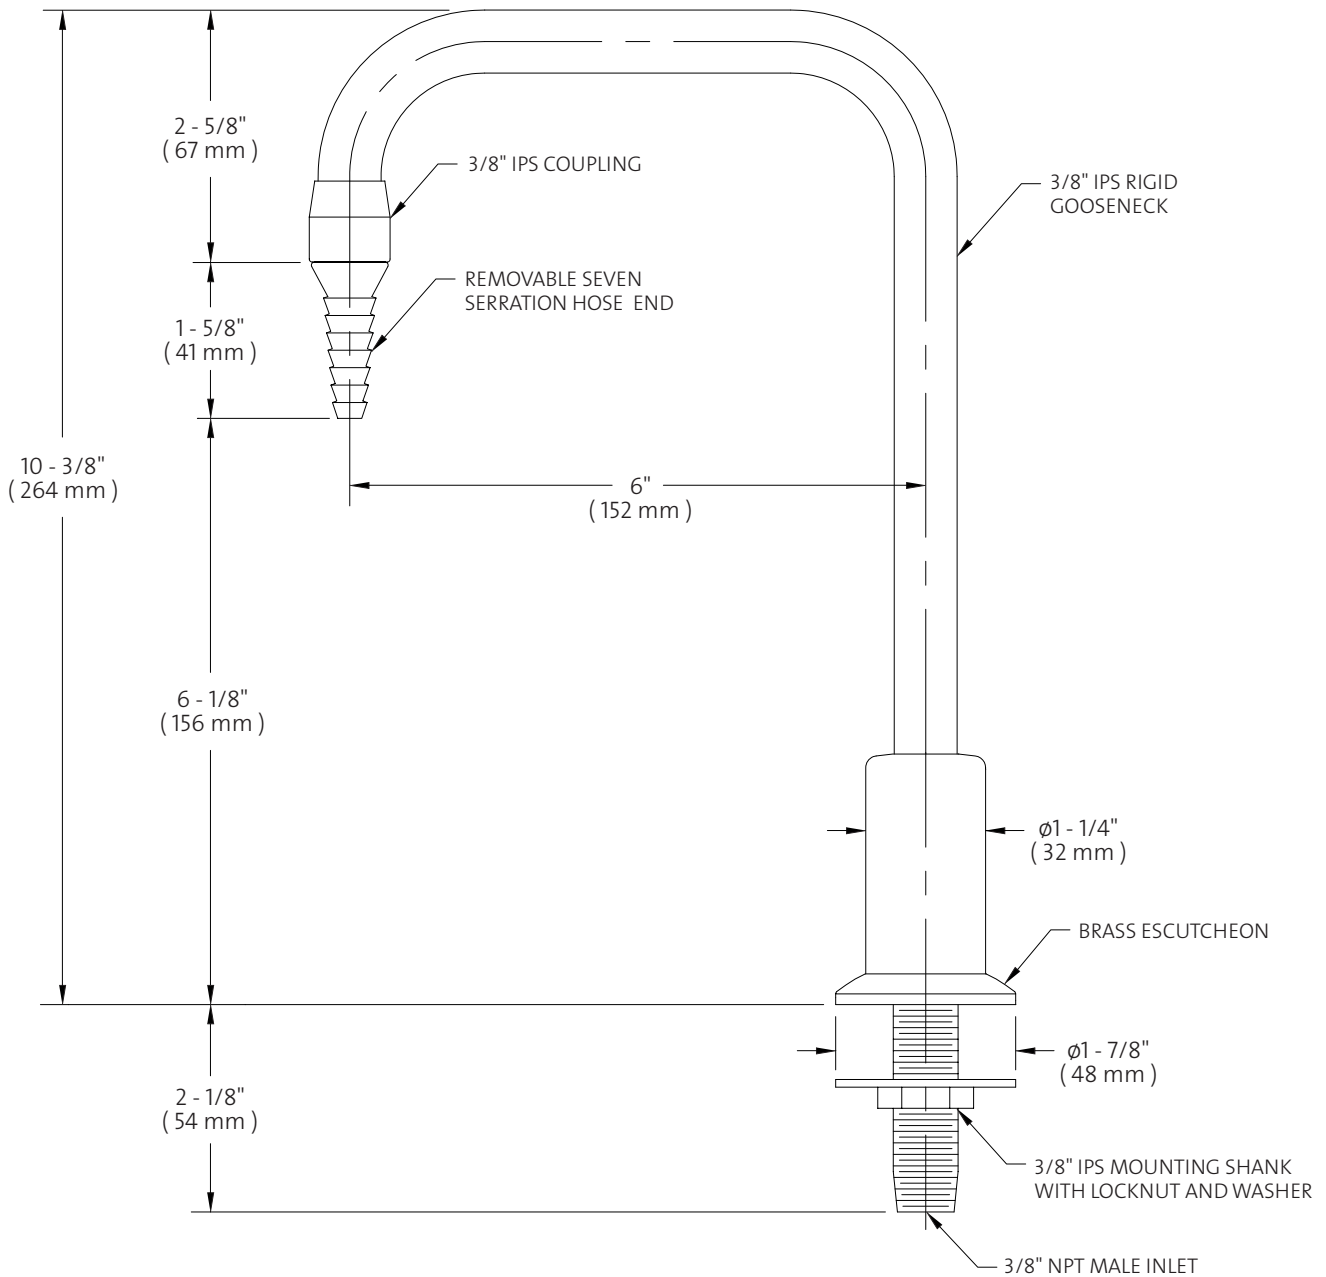 2 - 5/8"
( 67 mm )
3/8" IPS COUPLING
3/8" IPS RIGID
GOOSENECK
REMOVABLE SEVEN
SERRATION HOSE  END
1 - 5/8"
( 41 mm )
10 - 3/8"
( 264 mm )
6"
( 152 mm )
6 - 1/8"
( 156 mm )
ø1 - 1/4"
( 32 mm )
BRASS ESCUTCHEON
ø1 - 7/8"
( 48 mm )
2 - 1/8"
( 54 mm )
3/8" IPS MOUNTING SHANK
WITH LOCKNUT AND WASHER
3/8" NPT MALE INLET